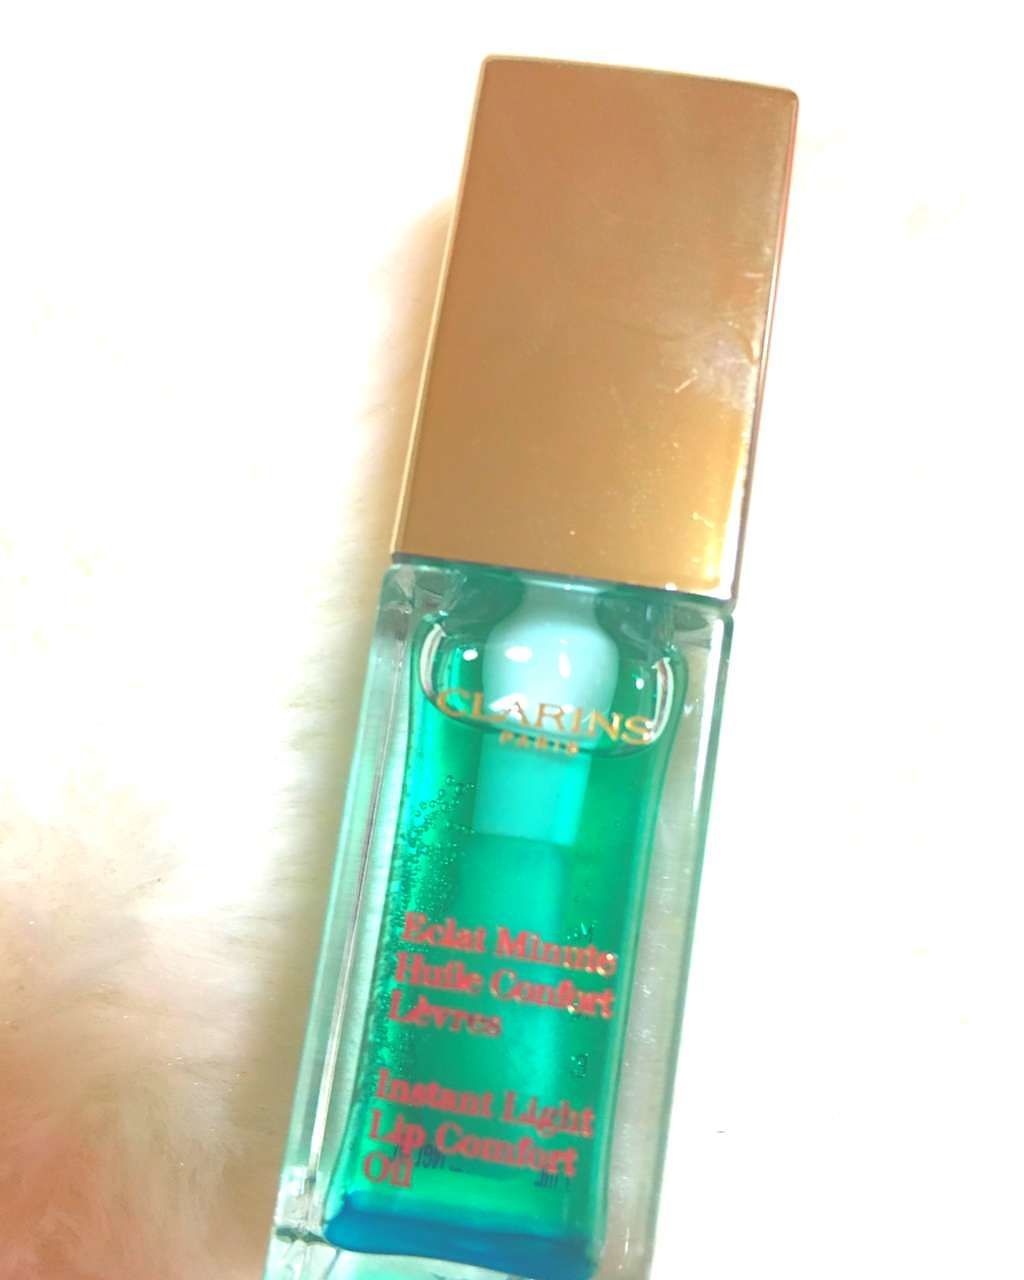 CLARINS
PARIS
Eclat Minute
Huile Confort
Lèvres
Instant Light
Lip Comfort
Oil